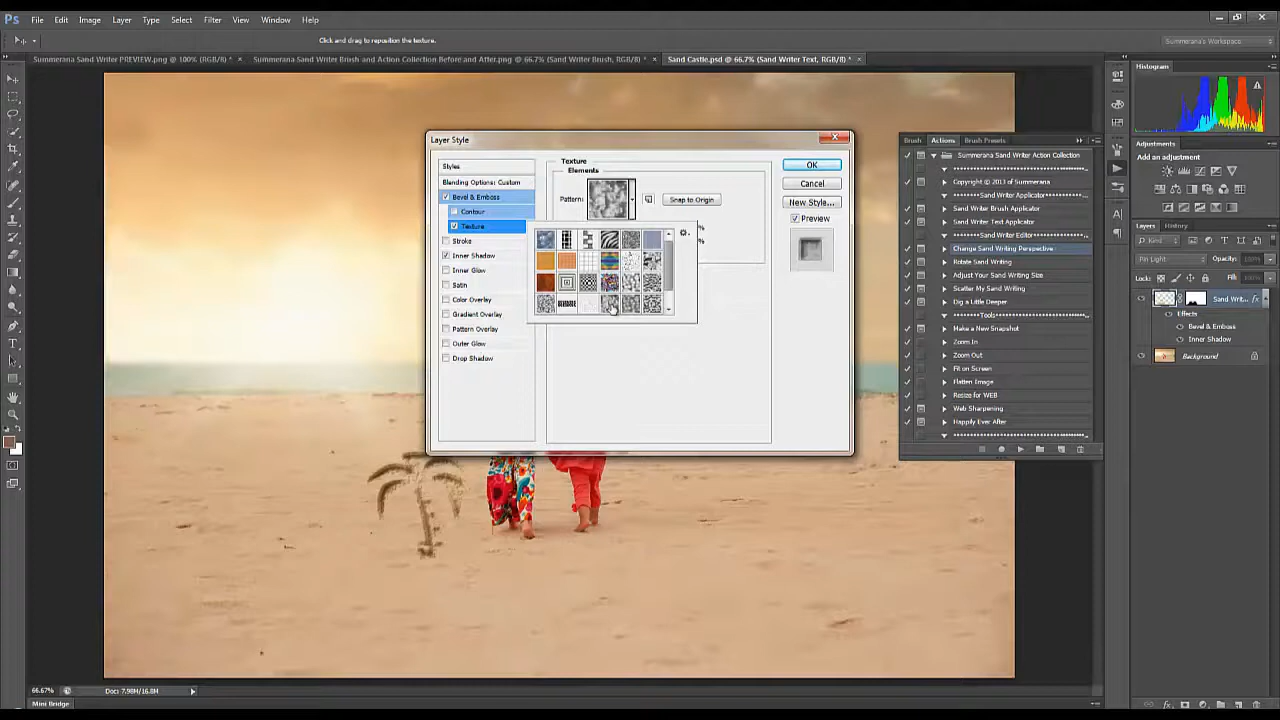 Ps File Edit Image Layer Type Select Filter View Window Help
Click and drag to reposition the texture.
Summerana's Workspace
Summerana Sand Writer PREVIEW.png @ 100% (RGB/8) * × Summerana Sand Writer Brush and Action Collection Before and After.png @ 66.7% (Sand Writer Brush, RGB/8) * × Sand Castle.psd @ 66.7% (Sand Writer Text, RGB/8) * ×
Histogram
Layer Style
Styles
Blending Options: Custom
Bevel & Emboss
Contour
Texture
Stroke
Inner Shadow
Inner Glow
Satin
Color Overlay
Gradient Overlay
Pattern Overlay
Outer Glow
Drop Shadow
Texture
Elements
Pattern:
Snap to Origin
%
%
OK
Cancel
New Style...
Preview
Brush Actions Brush Presets
Summerana Sand Writer Action Collection
Copyright © 2013 of Summerana
Sand Writer Applicator
Sand Writer Brush Applicator
Sand Writer Text Applicator
Sand Writer Editor
Change Sand Writing Perspective
Rotate Sand Writing
Adjust Your Sand Writing Size
Scatter My Sand Writing
Dig a Little Deeper
Tools
Make a New Snapshot
Zoom In
Zoom Out
Fit on Screen
Flatten Image
Resize for WEB
Web Sharpening
Happily Ever After
Adjustments
Add an adjustment
Layers History
Kind
Pin Light Opacity:
Lock: Fill:
Sand Writ... fx
Effects
Bevel & Emboss
Inner Shadow
Background
66.67% Doc: 7.98M/16.8M
Mini Bridge